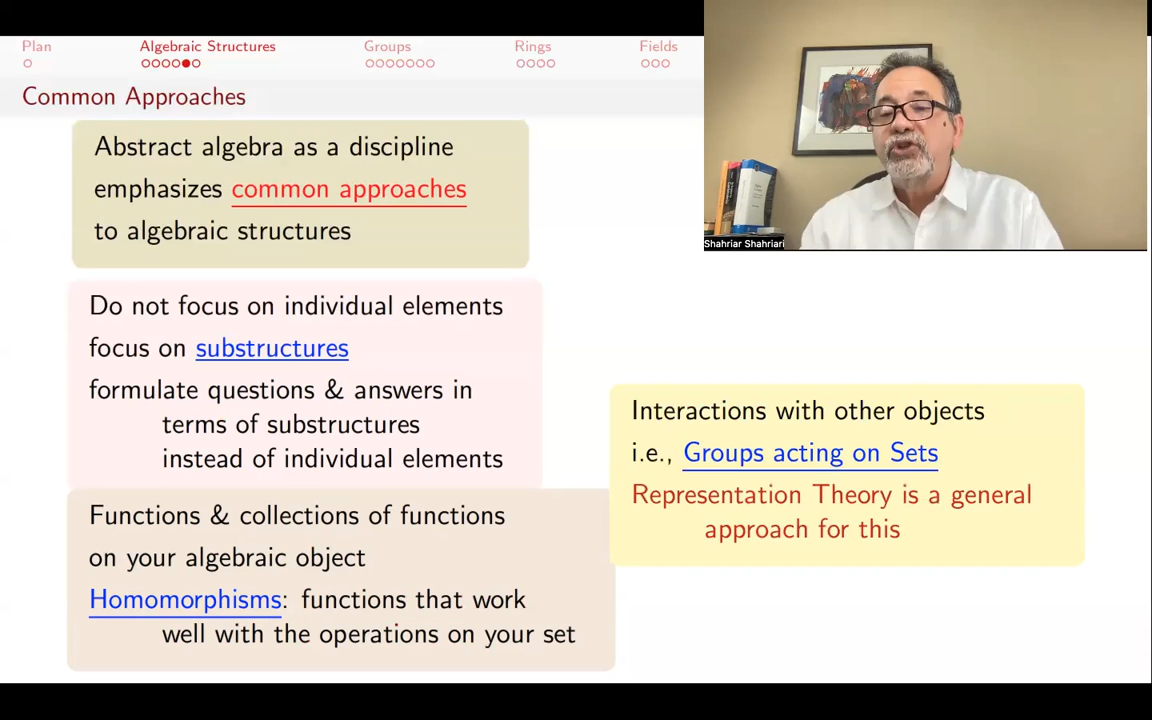 Plan Algebraic Structures Groups Rings Fields
Common Approaches
Abstract algebra as a discipline
emphasizes common approaches
to algebraic structures
Do not focus on individual elements
focus on substructures
formulate questions & answers in
terms of substructures
instead of individual elements
Functions & collections of functions
on your algebraic object
Homomorphisms: functions that work
well with the operations on your set
Interactions with other objects
i.e., Groups acting on Sets
Representation Theory is a general
approach for this
Shahriar Shahriari